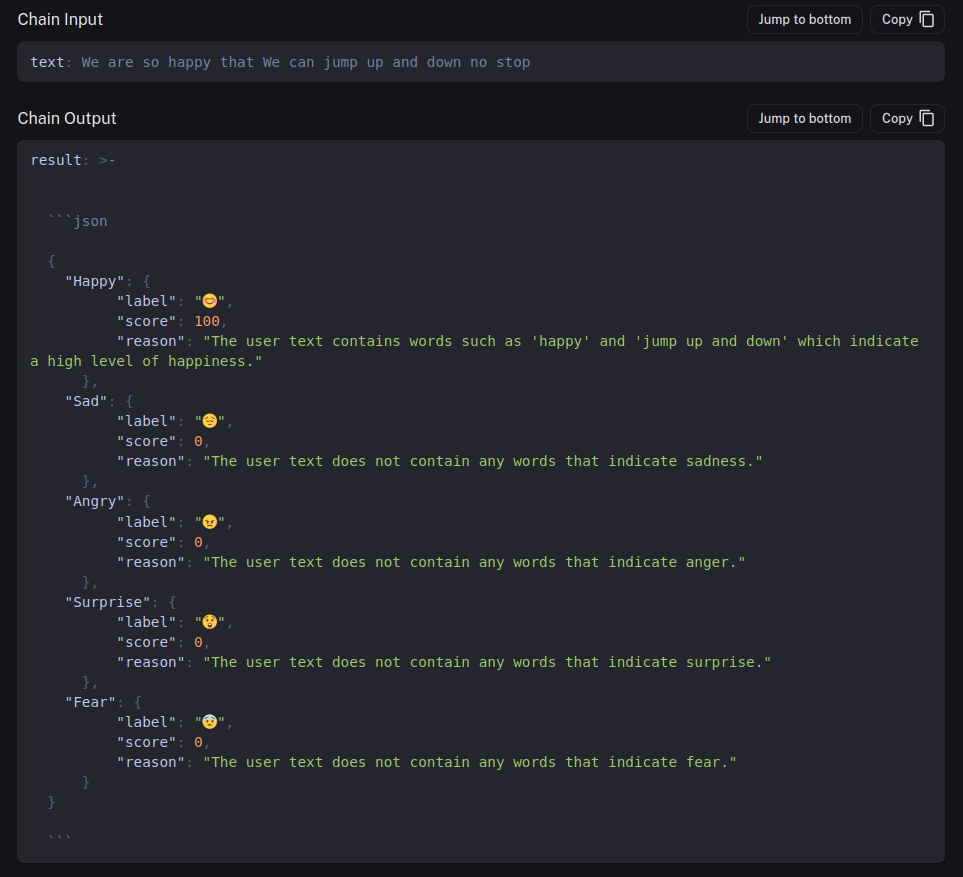 Chain Input
Jump to bottom
Copy
text: We are so happy that We can jump up and down no stop
Chain Output
Jump to bottom
Copy
result: >-
```json
{
"Happy": {
"label": "😊",
"score": 100,
"reason": "The user text contains words such as 'happy' and 'jump up and down' which indicate
a high level of happiness."
},
"Sad": {
"label": "😔",
"score": 0,
"reason": "The user text does not contain any words that indicate sadness."
},
"Angry": {
"label": "😠",
"score": 0,
"reason": "The user text does not contain any words that indicate anger."
},
"Surprise": {
"label": "😲",
"score": 0,
"reason": "The user text does not contain any words that indicate surprise."
},
"Fear": {
"label": "😨",
"score": 0,
"reason": "The user text does not contain any words that indicate fear."
}
}
```